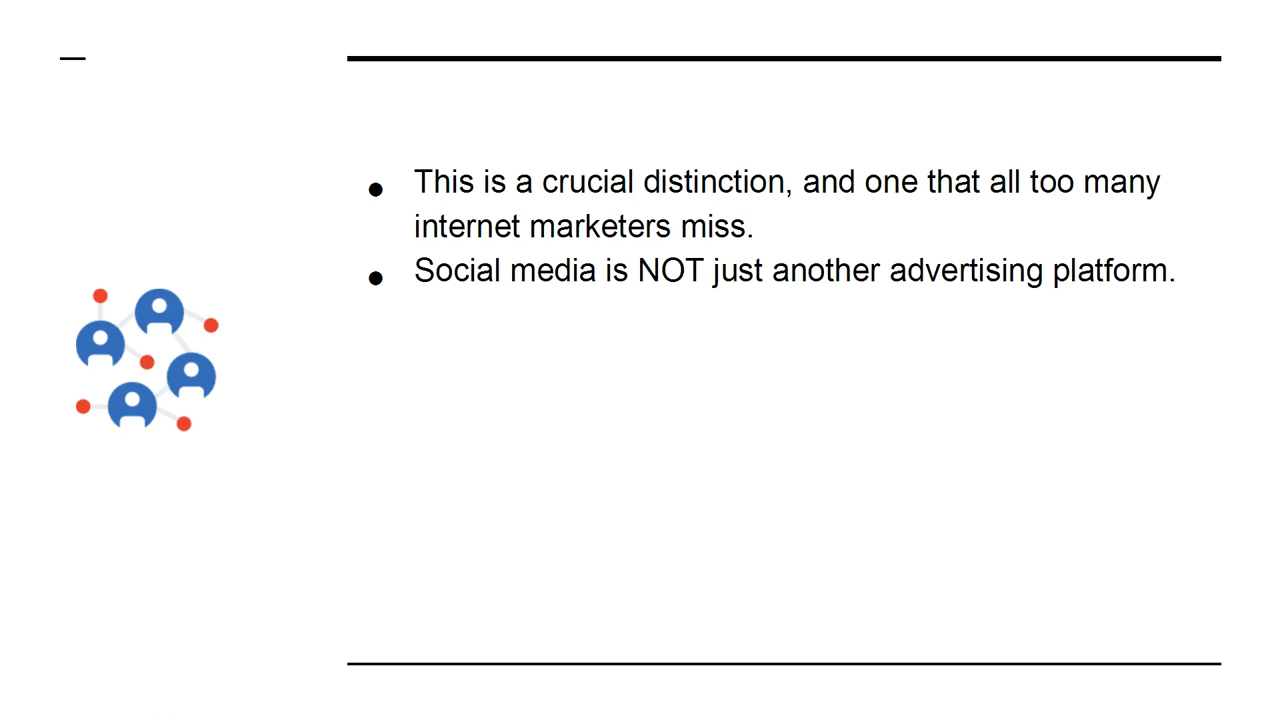 ● This is a crucial distinction, and one that all too many
internet marketers miss.
● Social media is NOT just another advertising platform.